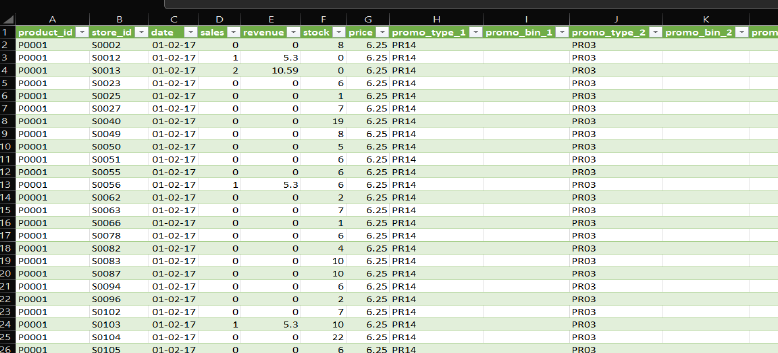 A B C D E F G H I J K
1 product_id store_id date sales revenue stock price promo_type_1 promo_bin_1 promo_type_2 promo_bin_2 prom
2 P0001 S0002 01-02-17 0 0 8 6.25 PR14 PR03
3 P0001 S0012 01-02-17 1 5.3 0 6.25 PR14 PR03
4 P0001 S0013 01-02-17 2 10.59 0 6.25 PR14 PR03
5 P0001 S0023 01-02-17 0 0 6 6.25 PR14 PR03
6 P0001 S0025 01-02-17 0 0 1 6.25 PR14 PR03
7 P0001 S0027 01-02-17 0 0 7 6.25 PR14 PR03
8 P0001 S0040 01-02-17 0 0 19 6.25 PR14 PR03
9 P0001 S0049 01-02-17 0 0 8 6.25 PR14 PR03
10 P0001 S0050 01-02-17 0 0 5 6.25 PR14 PR03
11 P0001 S0051 01-02-17 0 0 6 6.25 PR14 PR03
12 P0001 S0055 01-02-17 0 0 6 6.25 PR14 PR03
13 P0001 S0056 01-02-17 1 5.3 6 6.25 PR14 PR03
14 P0001 S0062 01-02-17 0 0 2 6.25 PR14 PR03
15 P0001 S0063 01-02-17 0 0 7 6.25 PR14 PR03
16 P0001 S0066 01-02-17 0 0 1 6.25 PR14 PR03
17 P0001 S0078 01-02-17 0 0 6 6.25 PR14 PR03
18 P0001 S0082 01-02-17 0 0 4 6.25 PR14 PR03
19 P0001 S0083 01-02-17 0 0 10 6.25 PR14 PR03
20 P0001 S0087 01-02-17 0 0 10 6.25 PR14 PR03
21 P0001 S0094 01-02-17 0 0 6 6.25 PR14 PR03
22 P0001 S0096 01-02-17 0 0 2 6.25 PR14 PR03
23 P0001 S0102 01-02-17 0 0 7 6.25 PR14 PR03
24 P0001 S0103 01-02-17 1 5.3 10 6.25 PR14 PR03
25 P0001 S0104 01-02-17 0 0 22 6.25 PR14 PR03
26 P0001 S0105 01-02-17 0 0 6 6.25 PR14 PR03